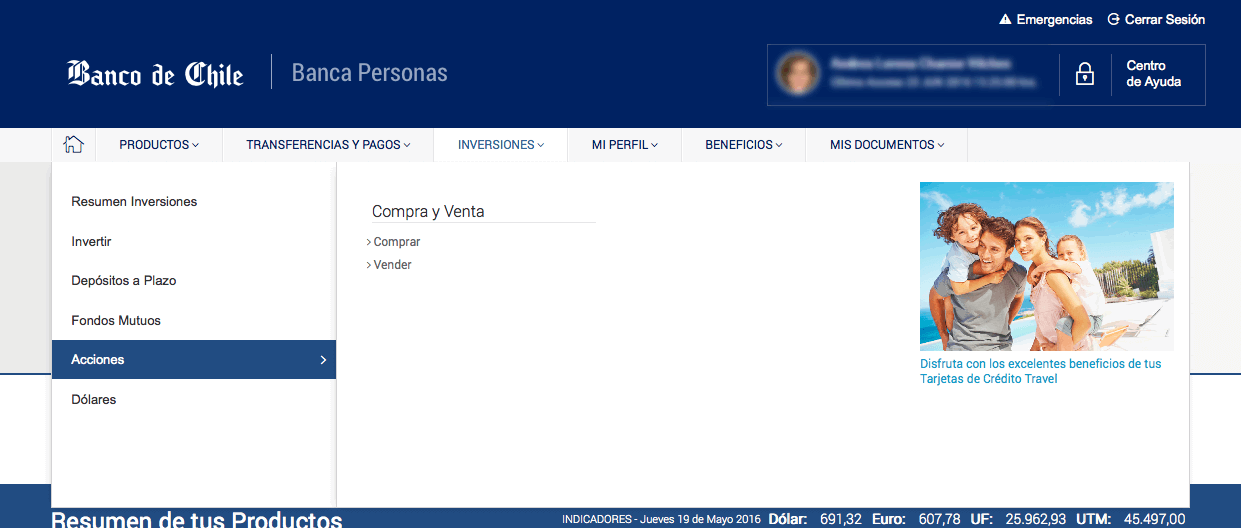 Emergencias Cerrar Sesión
Banco de Chile Banca Personas
Centro
de Ayuda
PRODUCTOS TRANSFERENCIAS Y PAGOS INVERSIONES MI PERFIL BENEFICIOS MIS DOCUMENTOS
Resumen Inversiones
Invertir
Depósitos a Plazo
Fondos Mutuos
Acciones
Dólares
Compra y Venta
Comprar
Vender
Disfruta con los excelentes beneficios de tus
Tarjetas de Crédito Travel
Resumen de tus Productos
INDICADORES - Jueves 19 de Mayo 2016 Dólar: 691,32 Euro: 607,78 UF: 25.962,93 UTM: 45.497,00